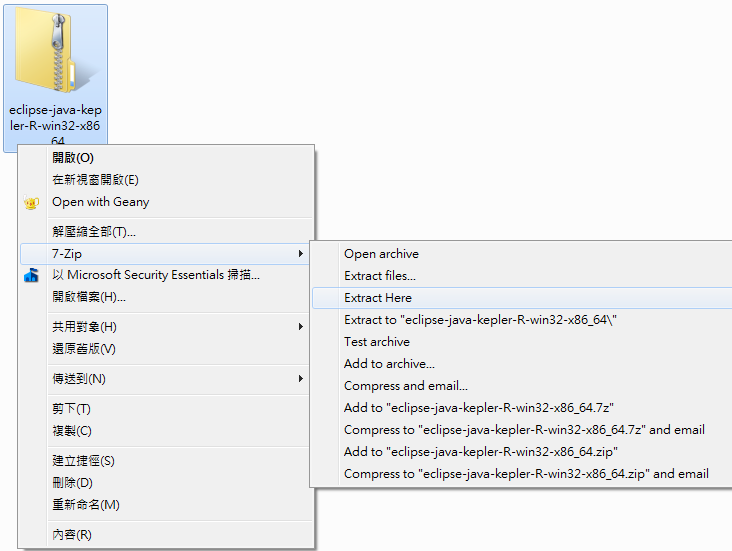 eclipse-java-kep
ler-R-win32-x86
64
開啟(O)
在新視窗開啟(E)
Open with Geany
解壓縮全部(T)...
7-Zip
以 Microsoft Security Essentials 掃描...
開啟檔案(H)...
共用對象(H)
還原舊版(V)
傳送到(N)
剪下(T)
複製(C)
建立捷徑(S)
刪除(D)
重新命名(M)
內容(R)
Open archive
Extract files...
Extract Here
Extract to "eclipse-java-kepler-R-win32-x86_64\"
Test archive
Add to archive...
Compress and email...
Add to "eclipse-java-kepler-R-win32-x86_64.7z"
Compress to "eclipse-java-kepler-R-win32-x86_64.7z" and email
Add to "eclipse-java-kepler-R-win32-x86_64.zip"
Compress to "eclipse-java-kepler-R-win32-x86_64.zip" and email